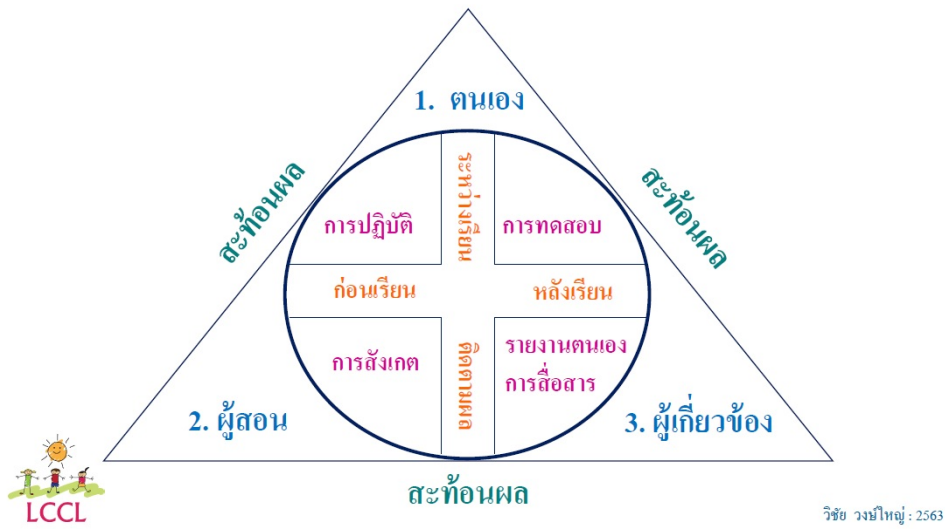 1. ตนเอง
สะท้อนผล
สะท้อนผล
ระหว่างเรียน
การปฏิบัติ
การทดสอบ
ก่อนเรียน
หลังเรียน
การสังเกต
ติดตามผล
รายงานตนเอง
การสื่อสาร
2. ผู้สอน
3. ผู้เกี่ยวข้อง
สะท้อนผล
LCCL
วิชัย วงษ์ใหญ่ : 2563